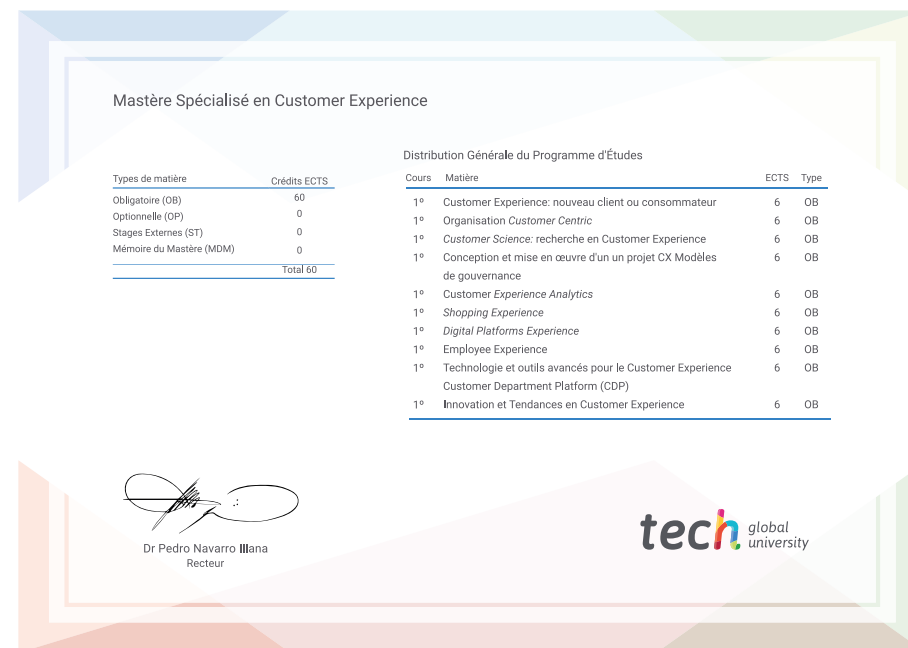 Mastère Spécialisé en Customer Experience
Types de matière Crédits ECTS
Obligatoire (OB) 60
Optionnelle (OP) 0
Stages Externes (ST) 0
Mémoire du Mastère (MDM) 0
Total 60
Distribution Générale du Programme d'Études
Cours Matière ECTS Type
1º Customer Experience: nouveau client ou consommateur 6 OB
1º Organisation Customer Centric 6 OB
1º Customer Science: recherche en Customer Experience 6 OB
1º Conception et mise en œuvre d'un un projet CX Modèles 6 OB
de gouvernance
1º Customer Experience Analytics 6 OB
1º Shopping Experience 6 OB
1º Digital Platforms Experience 6 OB
1º Employee Experience 6 OB
1º Technologie et outils avancés pour le Customer Experience 6 OB
Customer Department Platform (CDP)
1º Innovation et Tendances en Customer Experience 6 OB
Dr Pedro Navarro Illana
Recteur
tech global
university